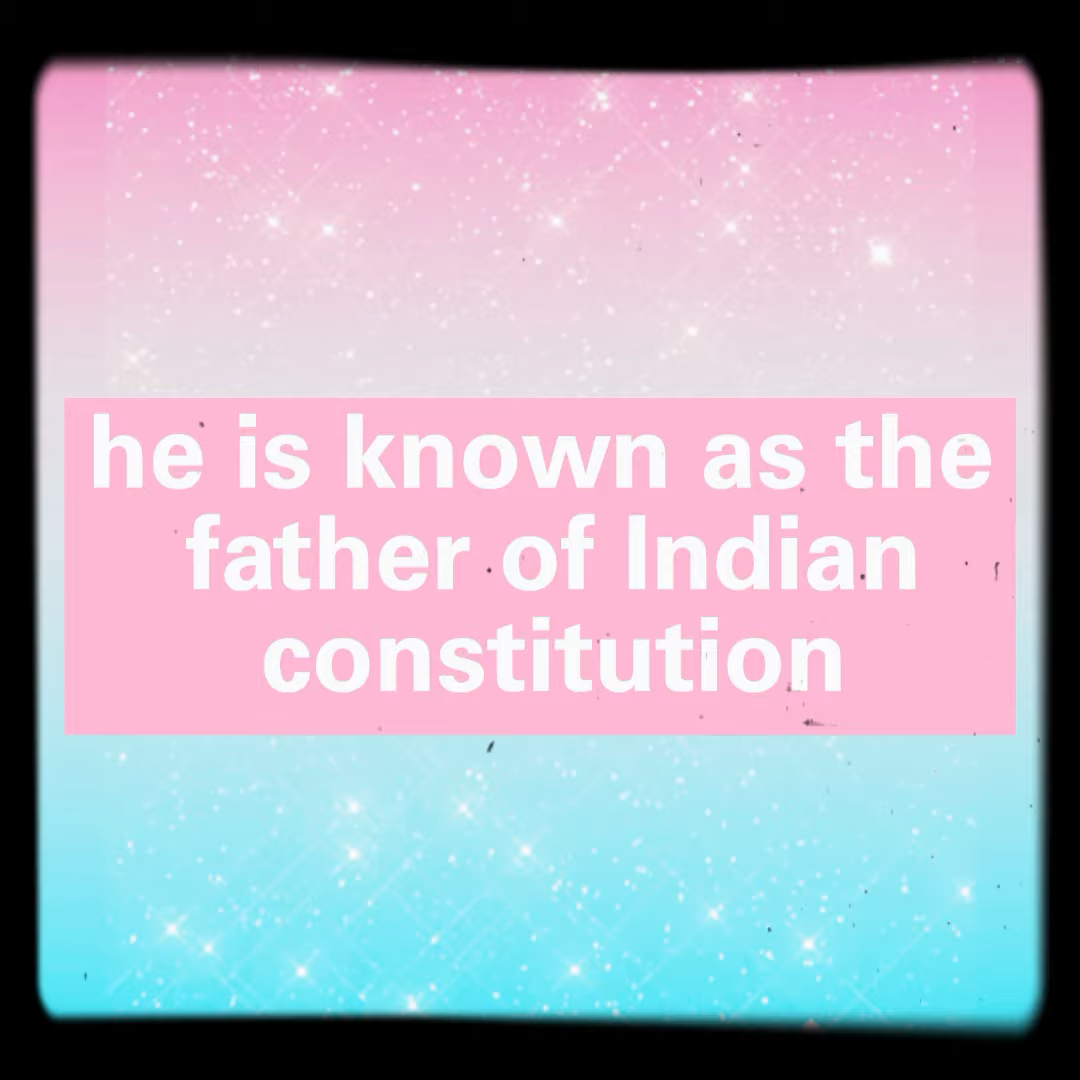 he is known as the
father of Indian
constitution